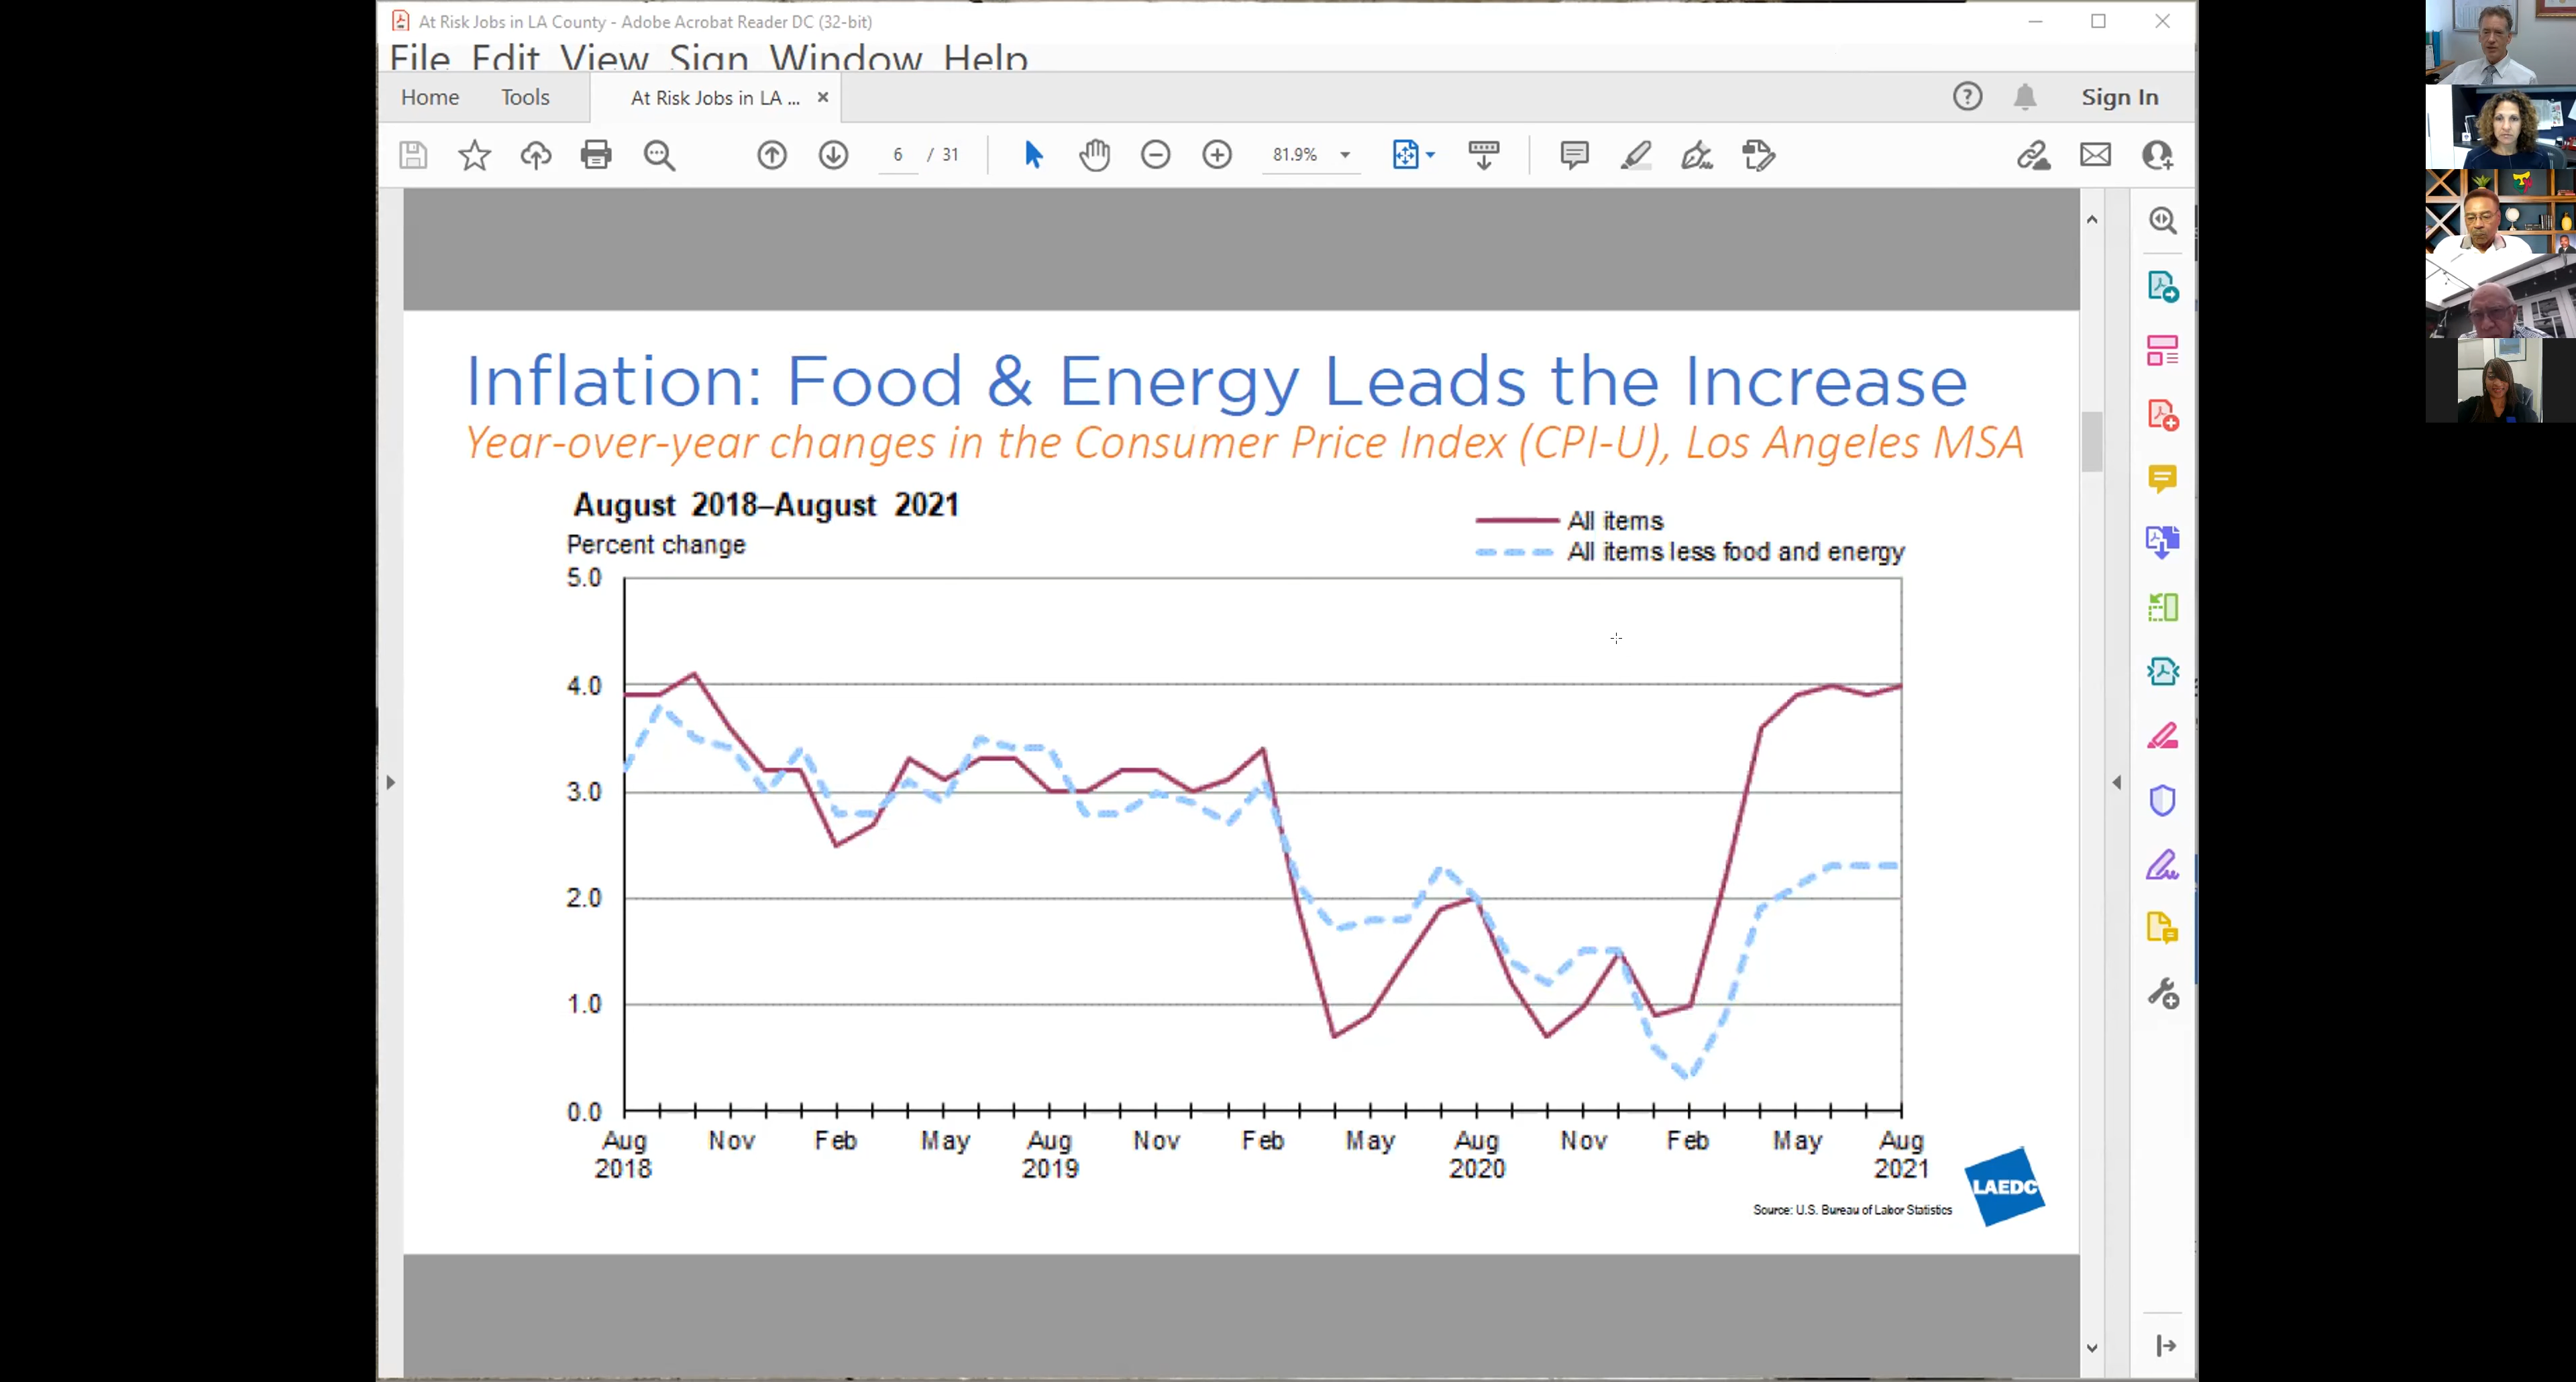 At Risk Jobs in LA County - Adobe Acrobat Reader DC (32-bit)
File Edit View Sign Window Help
Home Tools At Risk Jobs in LA ... Sign In
6 / 31 81.9%
Inflation: Food & Energy Leads the Increase
Year-over-year changes in the Consumer Price Index (CPI-U), Los Angeles MSA
August 2018–August 2021
Percent change
All items
All items less food and energy
5.0
4.0
3.0
2.0
1.0
0.0
Aug Nov Feb May Aug Nov Feb May Aug Nov Feb May Aug
2018 2019 2020 2021
LAEDC
Source: U.S. Bureau of Labor Statistics